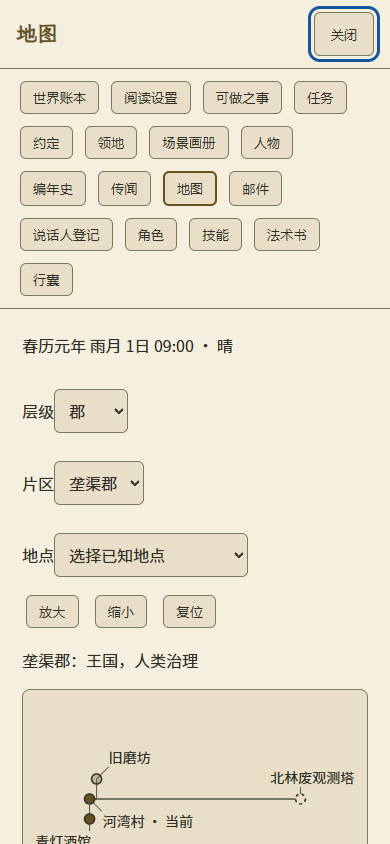 地图
关闭
世界账本 阅读设置 可做之事 任务
约定 领地 场景画册 人物
编年史 传闻 地图 邮件
说话人登记 角色 技能 法术书
行囊
春历元年 雨月 1日 09:00 · 晴
层级 郡
片区 垄渠郡
地点 选择已知地点
放大 缩小 复位
垄渠郡：王国，人类治理
旧磨坊
北林废观测塔
河湾村 · 当前
青灯酒馆